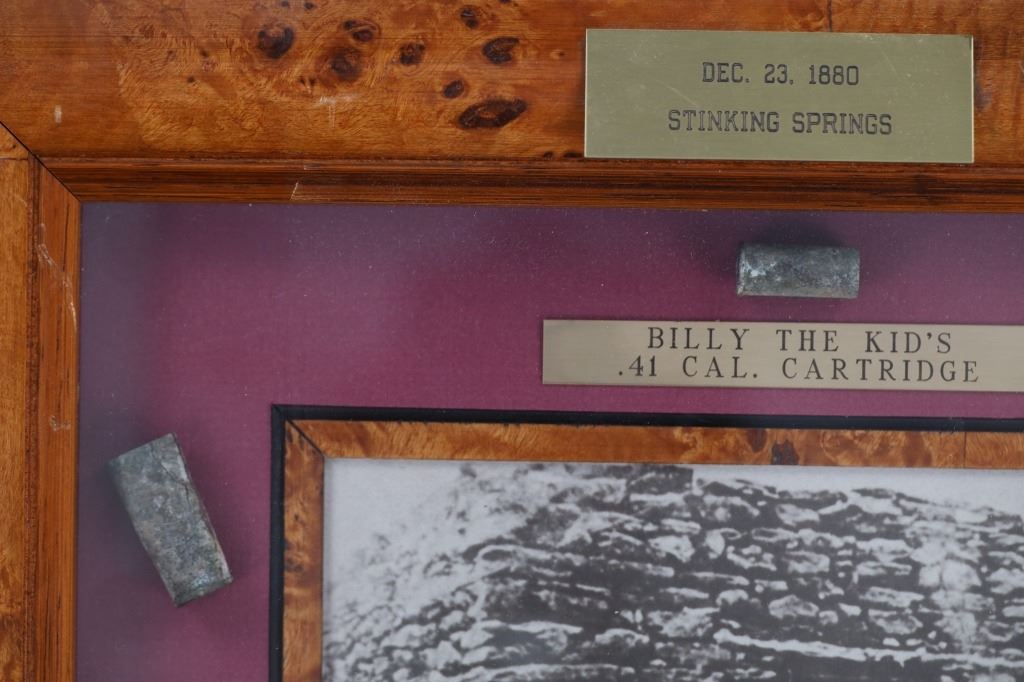 DEC. 23, 1880
STINKING SPRINGS
BILLY THE KID'S
.41 CAL. CARTRIDGE